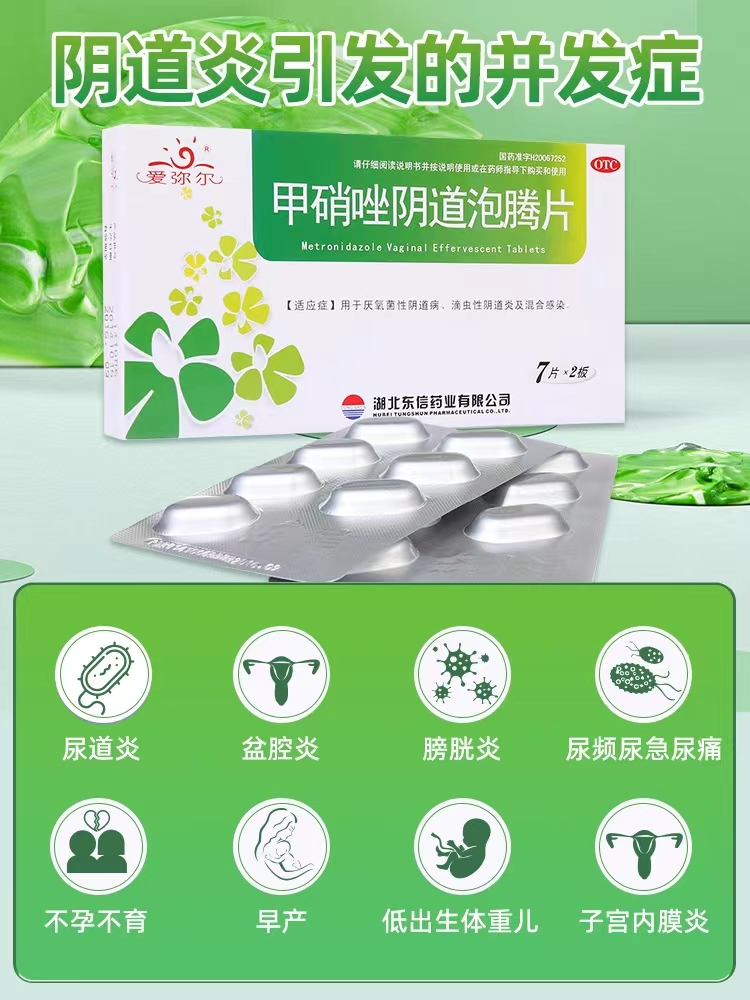 阴道炎引发的并发症
爱弥尔
®
国药准字H20067252
请仔细阅读说明书并按说明使用或在药师指导下购买和使用
OTC
甲硝唑阴道泡腾片
Metronidazole Vaginal Effervescent Tablets
【适应症】用于厌氧菌性阴道病、滴虫性阴道炎及混合感染.
7片×2板
湖北东信药业有限公司
HUBEI TUNGSHUN PHARMACEUTICAL CO.,LTD.
尿道炎
盆腔炎
膀胱炎
尿频尿急尿痛
不孕不育
早产
低出生体重儿
子宫内膜炎